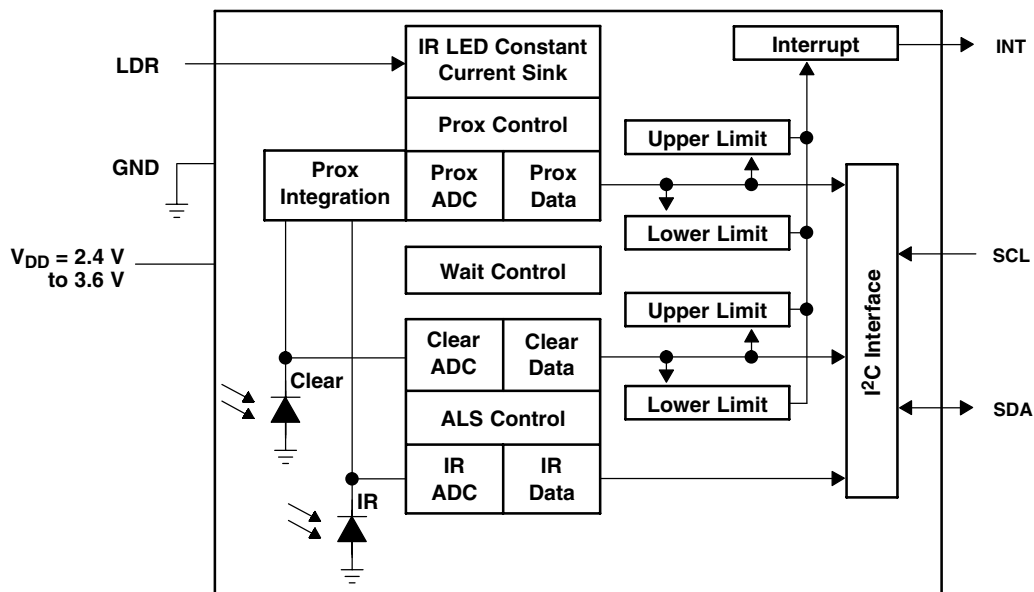 LDR
GND
V_DD = 2.4 V
to 3.6 V
IR LED Constant
Current Sink
Prox Control
Prox
Integration
Prox
ADC
Prox
Data
Wait Control
Clear
ADC
Clear
Data
ALS Control
IR
ADC
IR
Data
Clear
IR
Interrupt
Upper Limit
Lower Limit
Upper Limit
Lower Limit
I²C Interface
INT
SCL
SDA